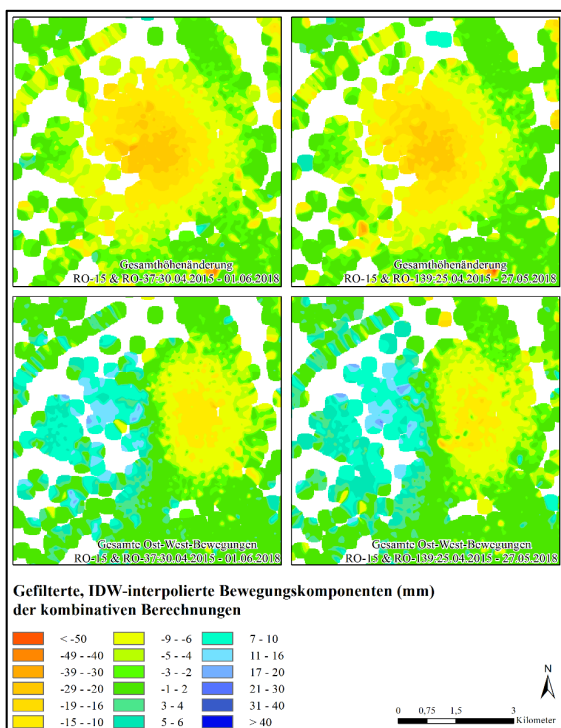 Gesamthöhenänderung
RO-15 & RO-37:30.04.2015 - 01.06.2018
Gesamthöhenänderung
RO-15 & RO-139:25.04.2015 - 27.05.2018
Gesamte Ost-West-Bewegungen
RO-15 & RO-37:30.04.2015 - 01.06.2018
Gesamte Ost-West-Bewegungen
RO-15 & RO-139:25.04.2015 - 27.05.2018
Gefilterte, IDW-interpolierte Bewegungskomponenten (mm)
der kombinativen Berechnungen
< -50
-49 - -40
-39 - -30
-29 - -20
-19 - -16
-15 - -10
-9 - -6
-5 - -4
-3 - -2
-1 - 2
3 - 4
5 - 6
7 - 10
11 - 16
17 - 20
21 - 30
31 - 40
> 40
N
0 0,75 1,5 3
Kilometer